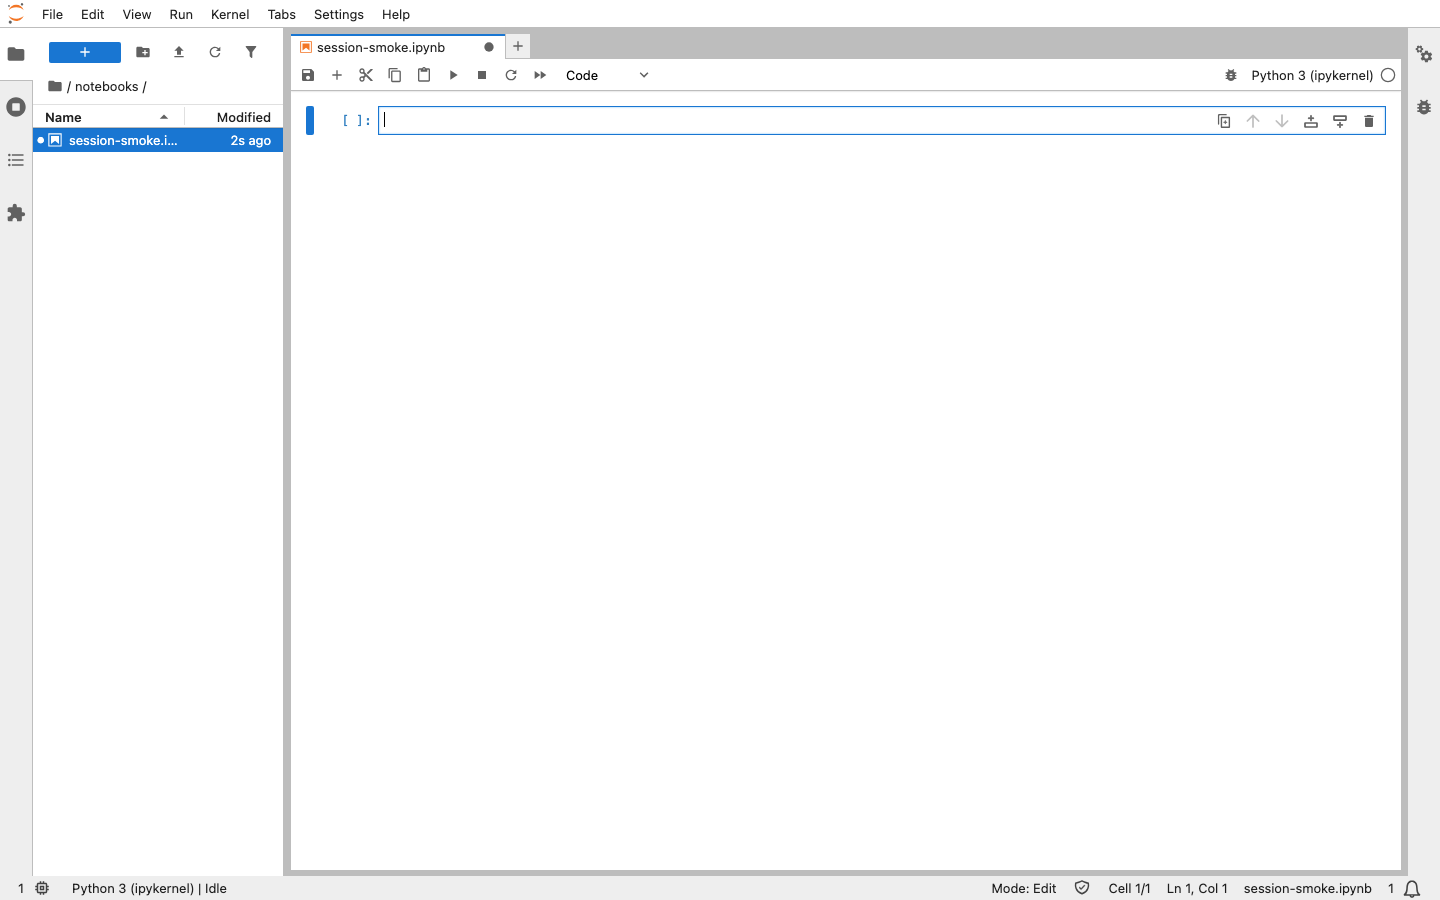 File Edit View Run Kernel Tabs Settings Help
session-smoke.ipynb
Code
Python 3 (ipykernel)
/ notebooks /
Name Modified
session-smoke.i... 2s ago
[ ]:
1 Python 3 (ipykernel) | Idle
Mode: Edit Cell 1/1 Ln 1, Col 1 session-smoke.ipynb 1